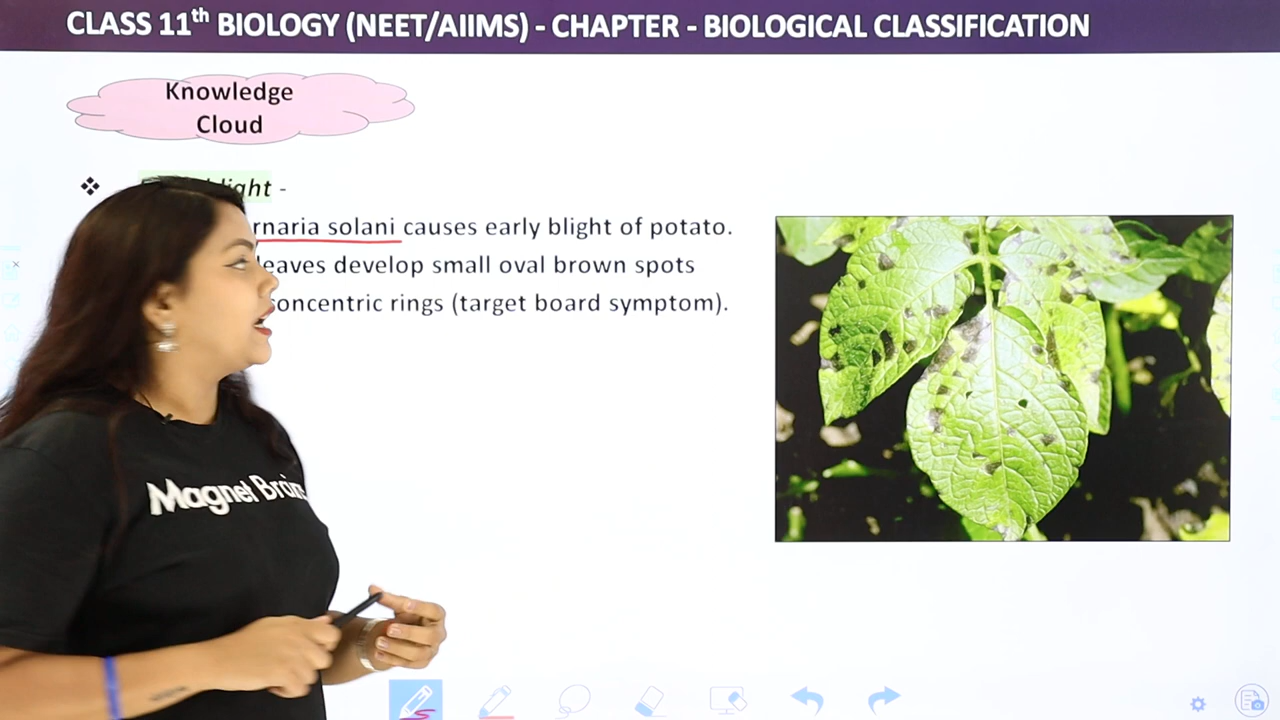 CLASS 11th BIOLOGY (NEET/AIIMS) - CHAPTER - BIOLOGICAL CLASSIFICATION
Knowledge
Cloud
light -
rnaria solani causes early blight of potato.
leaves develop small oval brown spots
concentric rings (target board symptom).
Magnet Brain